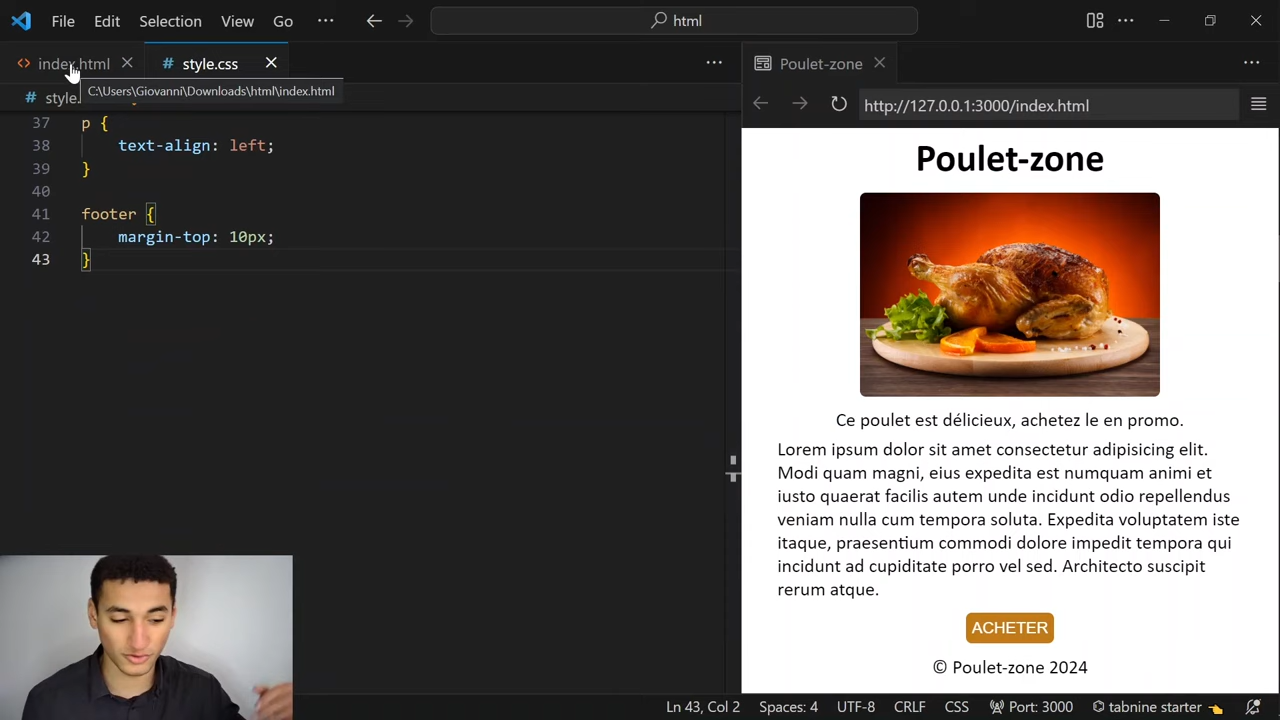 File Edit Selection View Go ··· html
index.html # style.css
C:\Users\Giovanni\Downloads\html\index.html
# style.
37 p {
38 text-align: left;
39 }
40
41 footer {
42 margin-top: 10px;
43 }
Poulet-zone
http://127.0.0.1:3000/index.html
Poulet-zone
Ce poulet est délicieux, achetez le en promo.
Lorem ipsum dolor sit amet consectetur adipisicing elit.
Modi quam magni, eius expedita est numquam animi et
iusto quaerat facilis autem unde incidunt odio repellendus
veniam nulla cum tempora soluta. Expedita voluptatem iste
itaque, praesentium commodi dolore impedit tempora qui
incidunt ad cupiditate porro vel sed. Architecto suscipit
rerum atque.
ACHETER
© Poulet-zone 2024
Ln 43, Col 2 Spaces: 4 UTF-8 CRLF CSS Port: 3000 tabnine starter